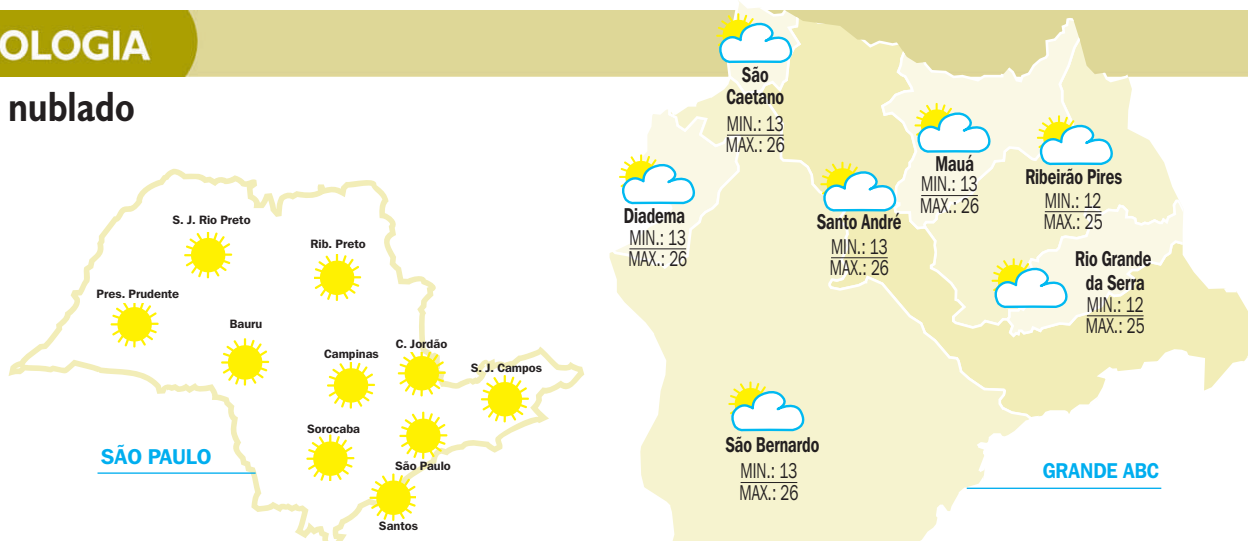 OLOGIA
nublado
S. J. Rio Preto
Rib. Preto
Pres. Prudente
Bauru
Campinas
C. Jordão
S. J. Campos
Sorocaba
São Paulo
Santos
SÃO PAULO
São
Caetano
MIN.: 13
MAX.: 26
Mauá
MIN.: 13
MAX.: 26
Ribeirão Pires
MIN.: 12
MAX.: 25
Diadema
MIN.: 13
MAX.: 26
Santo André
MIN.: 13
MAX.: 26
Rio Grande
da Serra
MIN.: 12
MAX.: 25
São Bernardo
MIN.: 13
MAX.: 26
GRANDE ABC